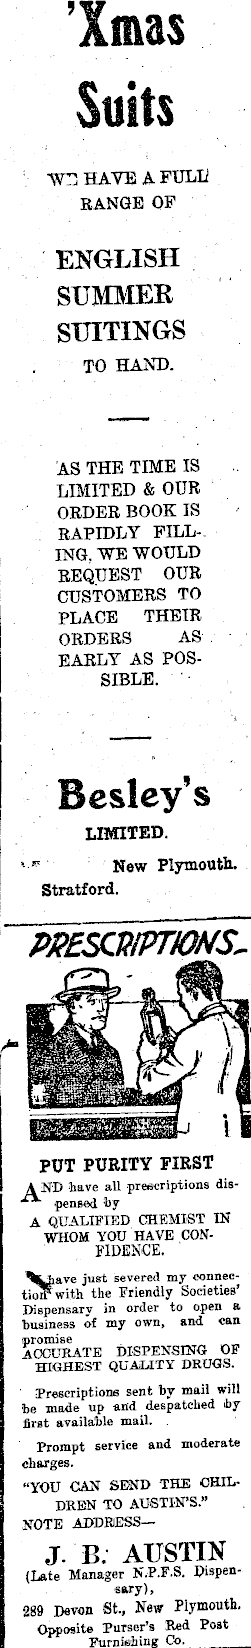 'Xmas
Suits
WE HAVE A FULL
RANGE OF
ENGLISH
SUMMER
SUITINGS
TO HAND.
AS THE TIME IS
LIMITED & OUR
ORDER BOOK IS
RAPIDLY FILL-
ING, WE WOULD
REQUEST OUR
CUSTOMERS TO
PLACE THEIR
ORDERS AS
EARLY AS POS-
SIBLE.
Besley's
LIMITED.
New Plymouth.
Stratford.
PRESCRIPTIONS
PUT PURITY FIRST
AND have all prescriptions dis-
pensed by
A QUALIFIED CHEMIST IN
WHOM YOU HAVE CON-
FIDENCE.
have just severed my connec-
tion with the Friendly Societies'
Dispensary in order to open a
business of my own, and can
promise
ACCURATE DISPENSING OF
HIGHEST QUALITY DRUGS.
Prescriptions sent by mail will
be made up and despatched by
first available mail.
Prompt service and moderate
charges.
"YOU CAN SEND THE CHIL-
DREN TO AUSTIN'S."
NOTE ADDRESS—
J. B. AUSTIN
(Late Manager N.P.F.S. Dispen-
sary),
289 Devon St., New Plymouth.
Opposite Purser's Red Post
Furnishing Co.